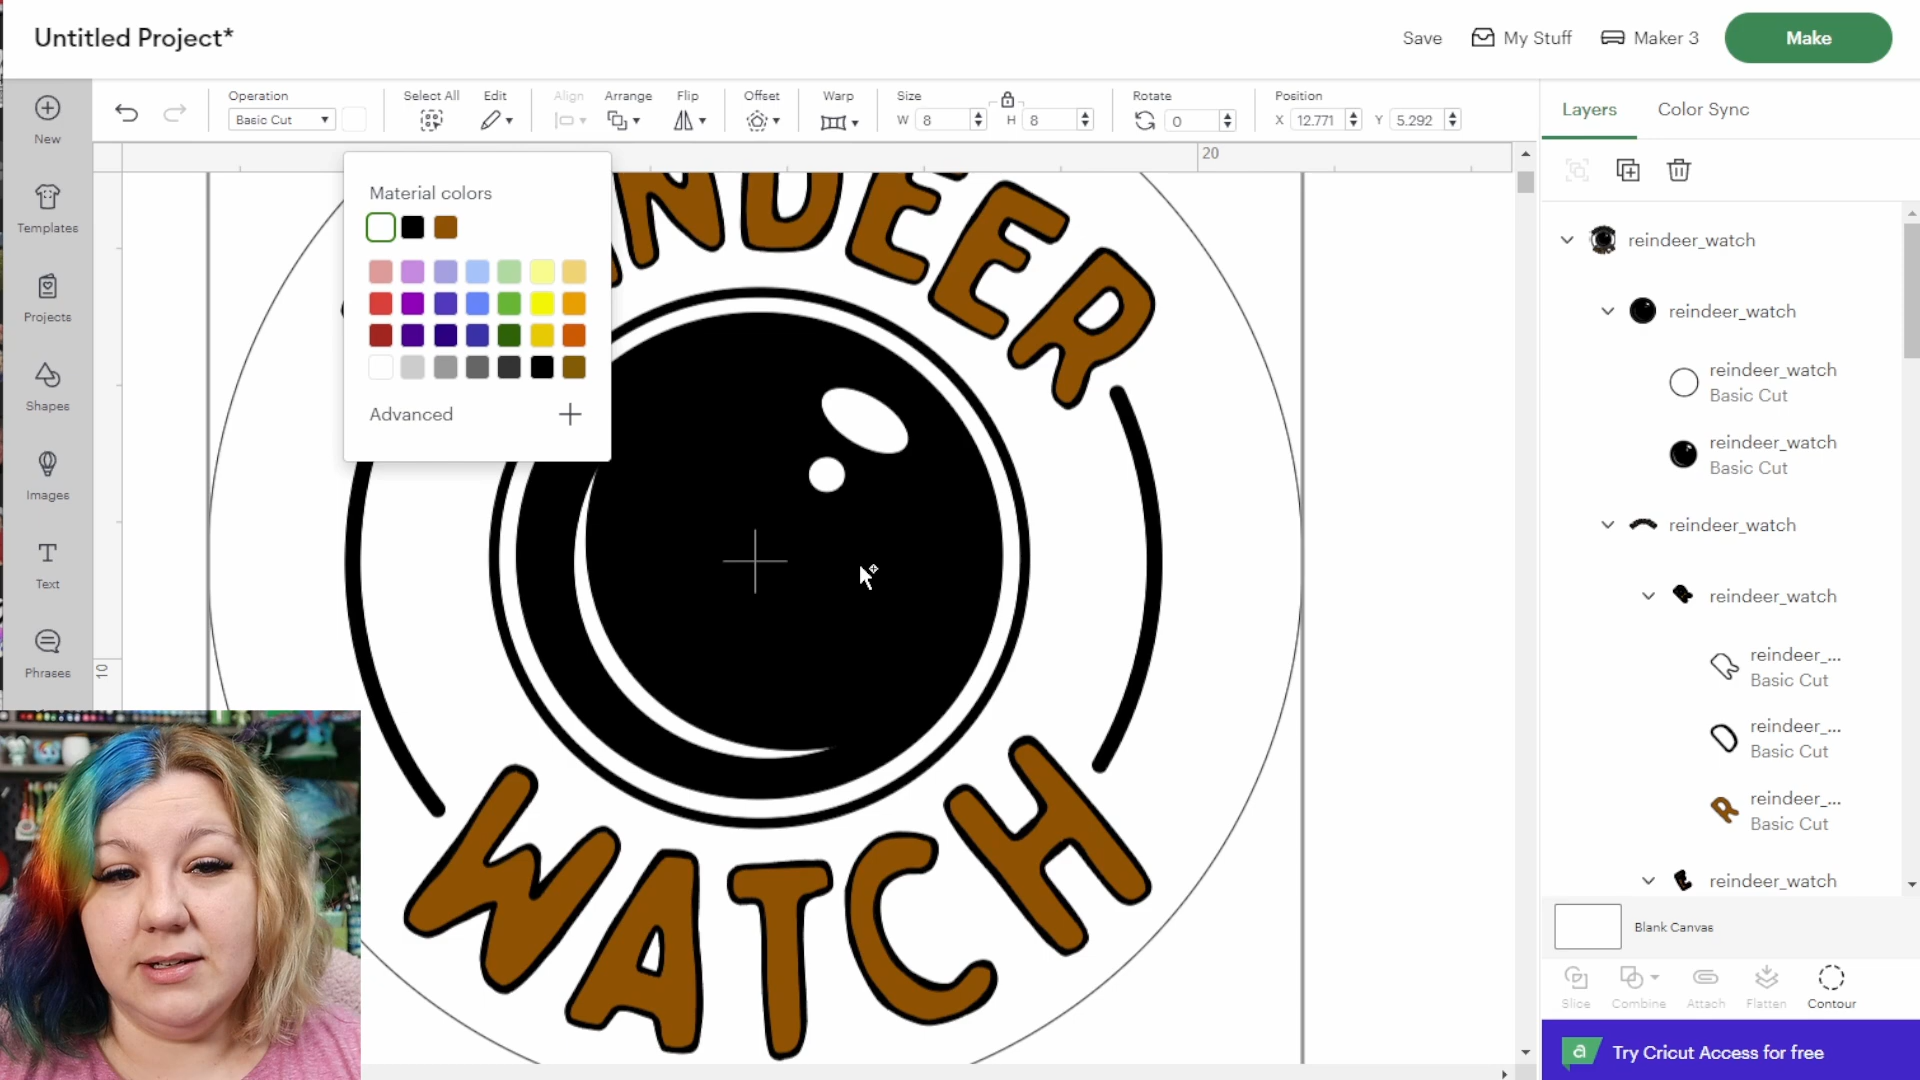 Untitled Project*
Save
My Stuff
Maker 3
Make
New
Templates
Projects
Shapes
Images
Text
Phrases
Operation
Basic Cut
Select All
Edit
Align
Arrange
Flip
Offset
Warp
Size
W 8
H 8
Rotate
0
Position
X 12.771
Y 5.292
20
10
Material colors
Advanced
INDEER
WATCH
Layers
Color Sync
reindeer_watch
reindeer_watch
reindeer_watch
Basic Cut
reindeer_watch
Basic Cut
reindeer_watch
reindeer_watch
reindeer_...
Basic Cut
reindeer_...
Basic Cut
reindeer_...
Basic Cut
reindeer_watch
Blank Canvas
Slice
Combine
Attach
Flatten
Contour
a
Try Cricut Access for free